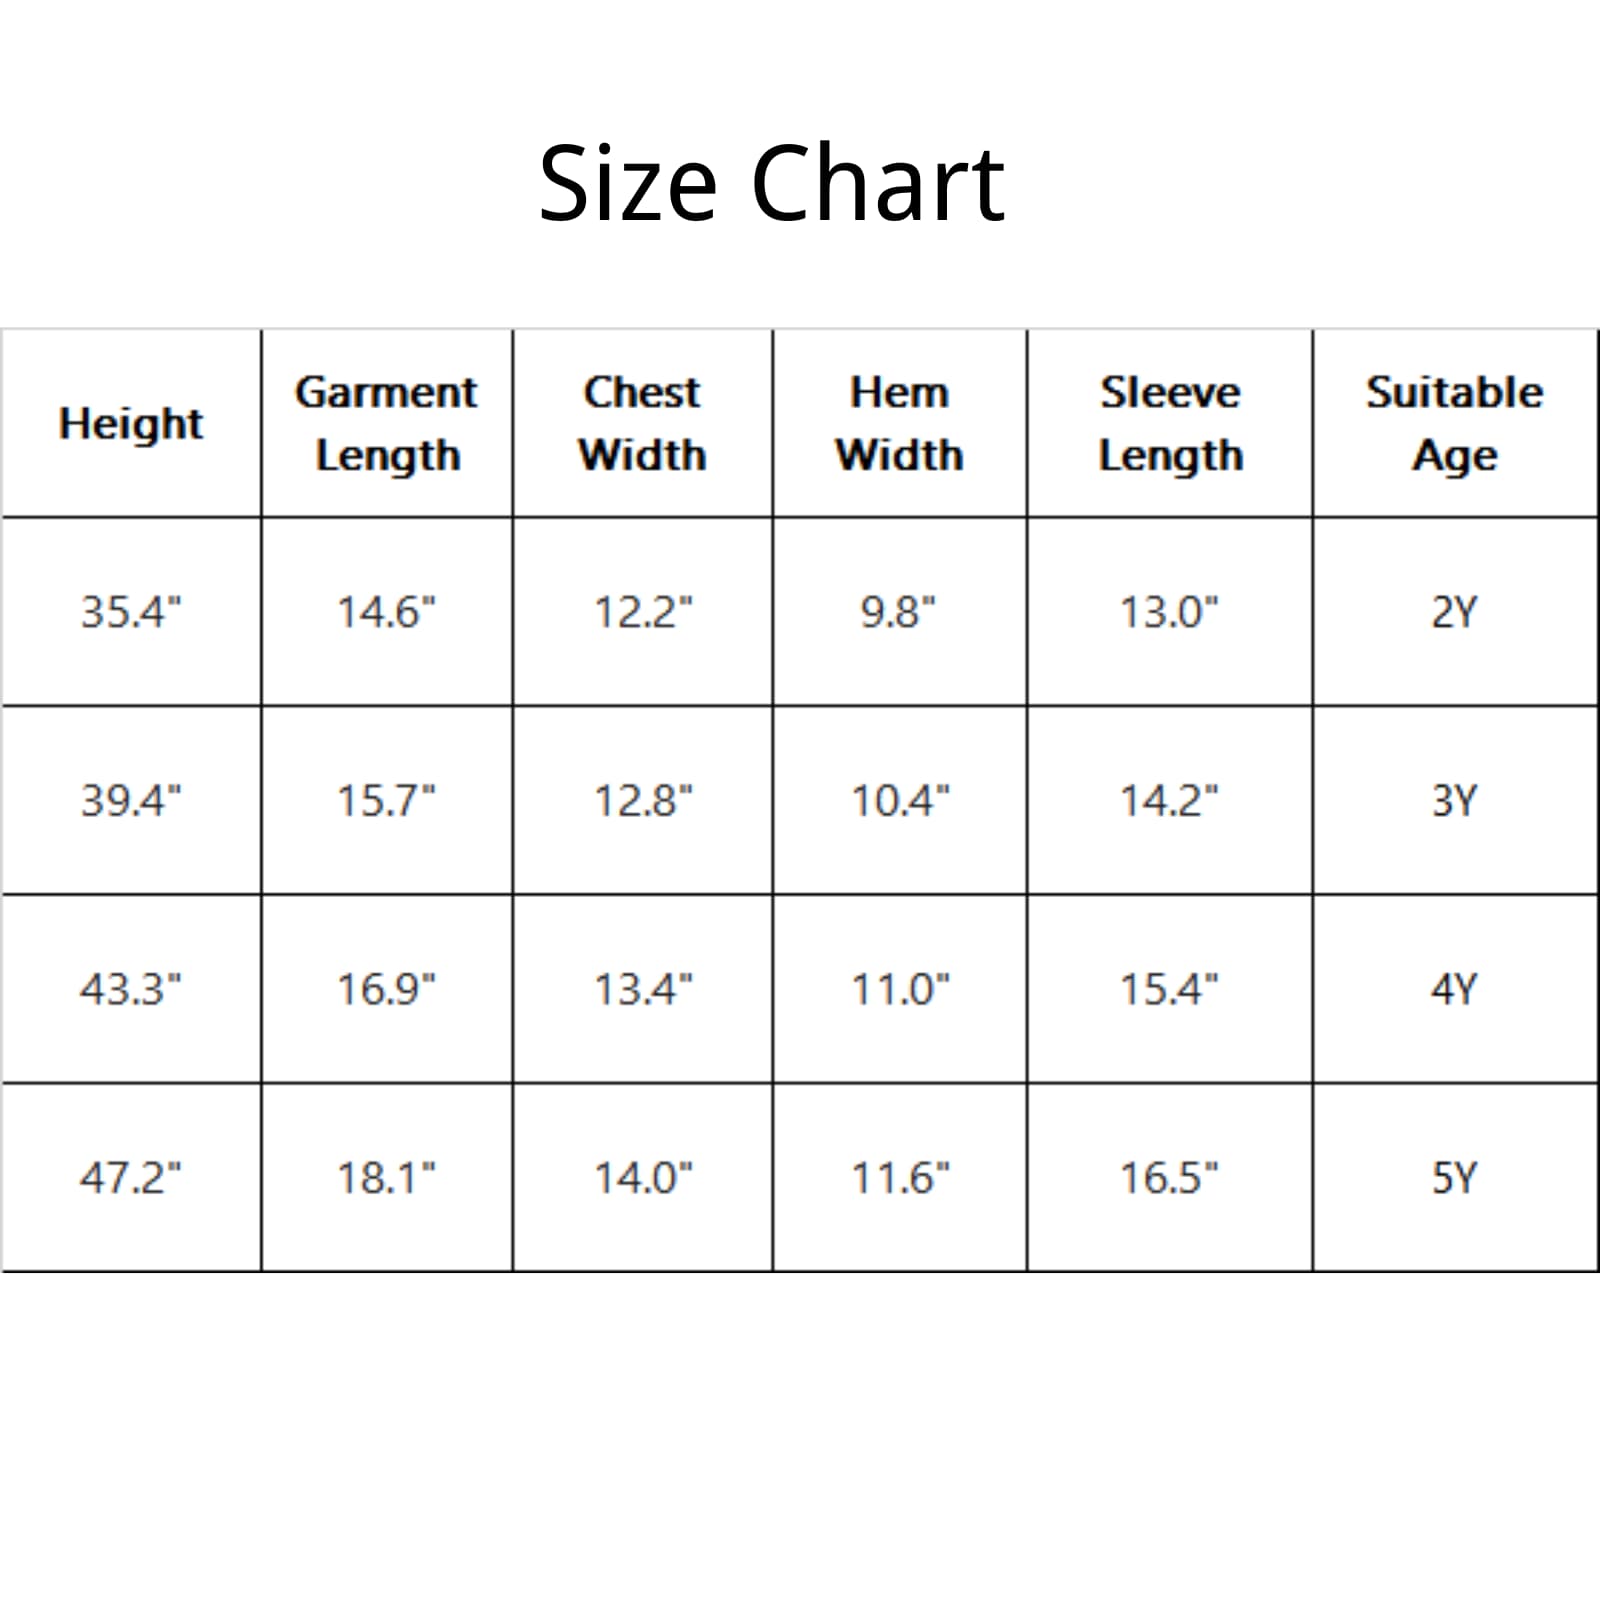 Size Chart
Height Garment Length Chest Width Hem Width Sleeve Length Suitable Age
35.4" 14.6" 12.2" 9.8" 13.0" 2Y
39.4" 15.7" 12.8" 10.4" 14.2" 3Y
43.3" 16.9" 13.4" 11.0" 15.4" 4Y
47.2" 18.1" 14.0" 11.6" 16.5" 5Y